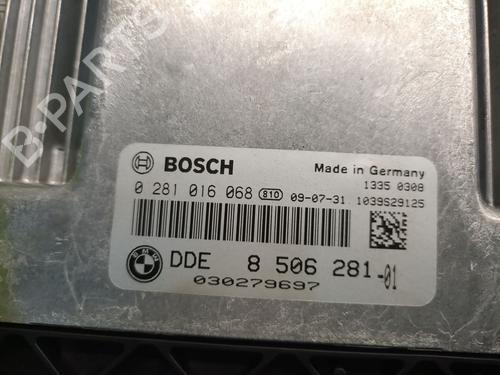 B-PARTS
BOSCH
Made in Germany
0 281 016 068 810 09-07-31
1335 0308
1039S29125
BMW
DDE 8 506 281-01
030279697